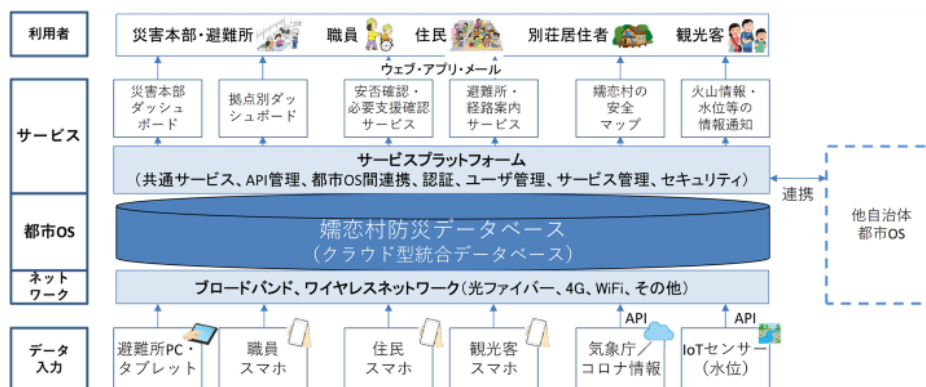 利用者
災害本部・避難所
職員
住民
別荘居住者
観光客
ウェブ・アプリ・メール
サービス
災害本部
ダッシュ
ボード
拠点別ダッ
シュボード
安否確認・
必要支援確認
サービス
避難所・
経路案内
サービス
嬬恋村の
安全
マップ
火山情報・
水位等の
情報通知
サービスプラットフォーム
(共通サービス、API管理、都市OS間連携、認証、ユーザ管理、サービス管理、セキュリティ)
連携
他自治体
都市OS
都市OS
嬬恋村防災データベース
(クラウド型統合データベース)
ネット
ワーク
ブロードバンド、ワイヤレスネットワーク(光ファイバー、4G、WiFi、その他)
API
API
データ
入力
避難所PC・
タブレット
職員
スマホ
住民
スマホ
観光客
スマホ
気象庁／
コロナ情報
IoTセンサー
(水位)